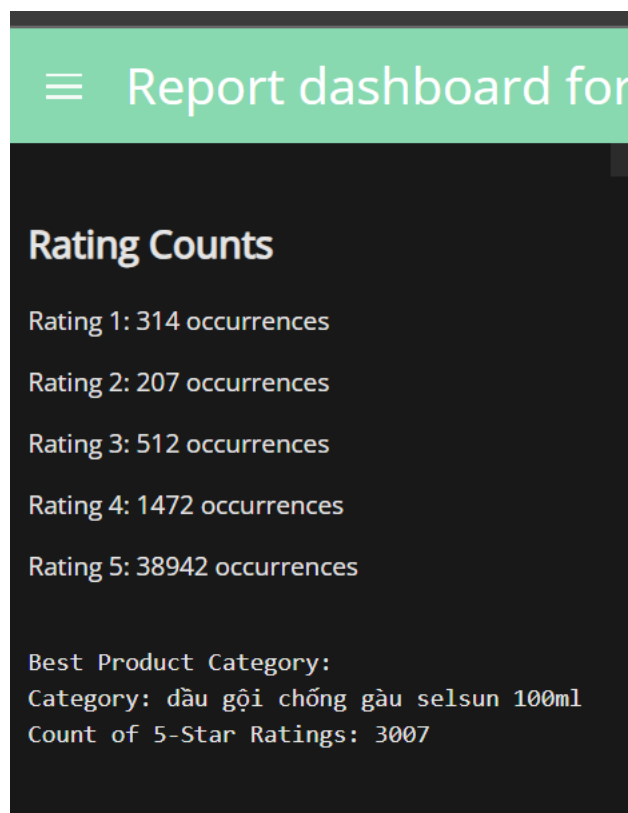 Report dashboard for
Rating Counts
Rating 1: 314 occurrences
Rating 2: 207 occurrences
Rating 3: 512 occurrences
Rating 4: 1472 occurrences
Rating 5: 38942 occurrences
Best Product Category:
Category: dầu gội chống gàu selsun 100ml
Count of 5-Star Ratings: 3007